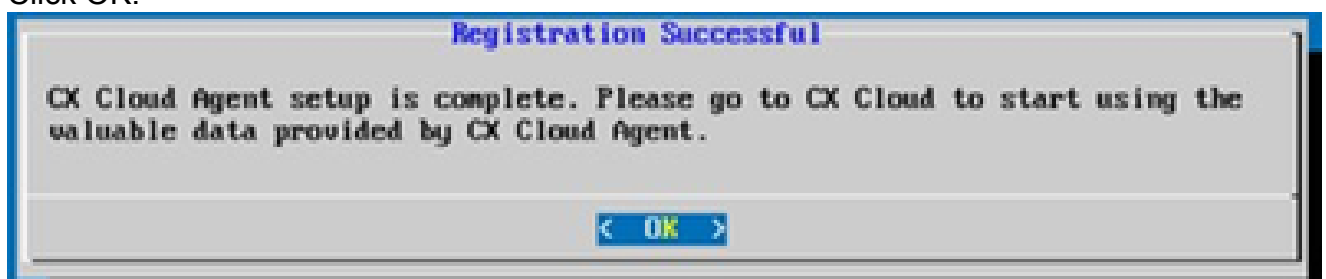 Click OK.
Registration Successful
CX Cloud Agent setup is complete. Please go to CX Cloud to start using the
valuable data provided by CX Cloud Agent.
< OK >